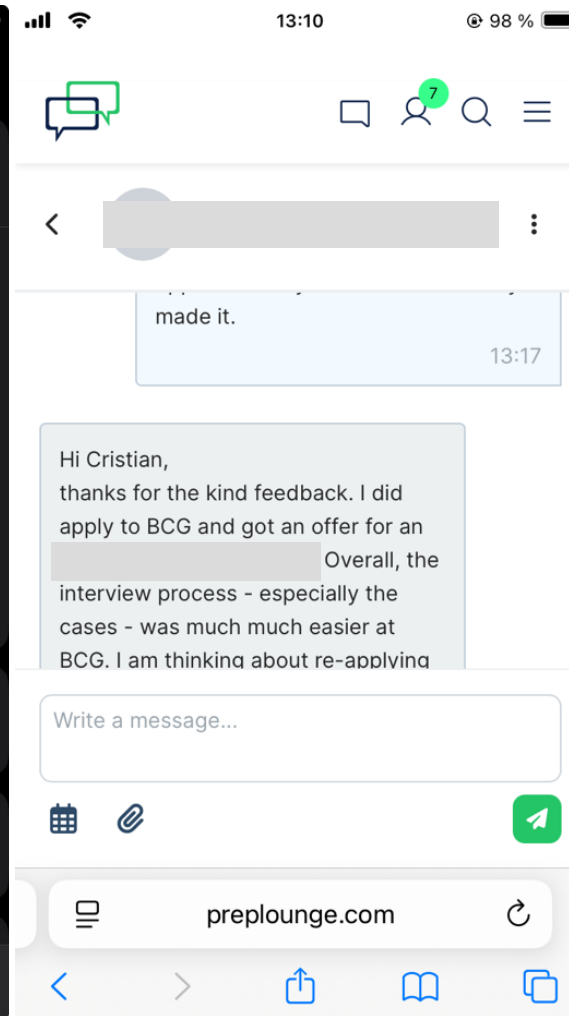 13:10
98 %
7
made it.
13:17
Hi Cristian,
thanks for the kind feedback. I did
apply to BCG and got an offer for an
Overall, the
interview process - especially the
cases - was much much easier at
BCG. I am thinking about re-applying
Write a message...
preplounge.com